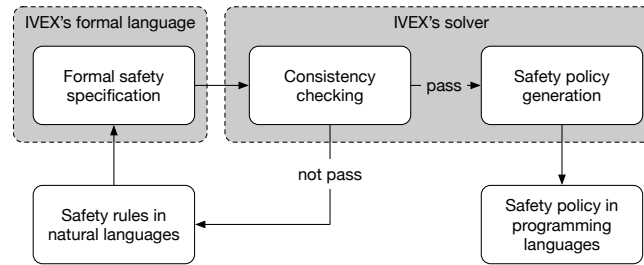 IVEX's formal language
IVEX's solver
Formal safety
specification
Consistency
checking
pass
Safety policy
generation
not pass
Safety rules in
natural languages
Safety policy in
programming
languages